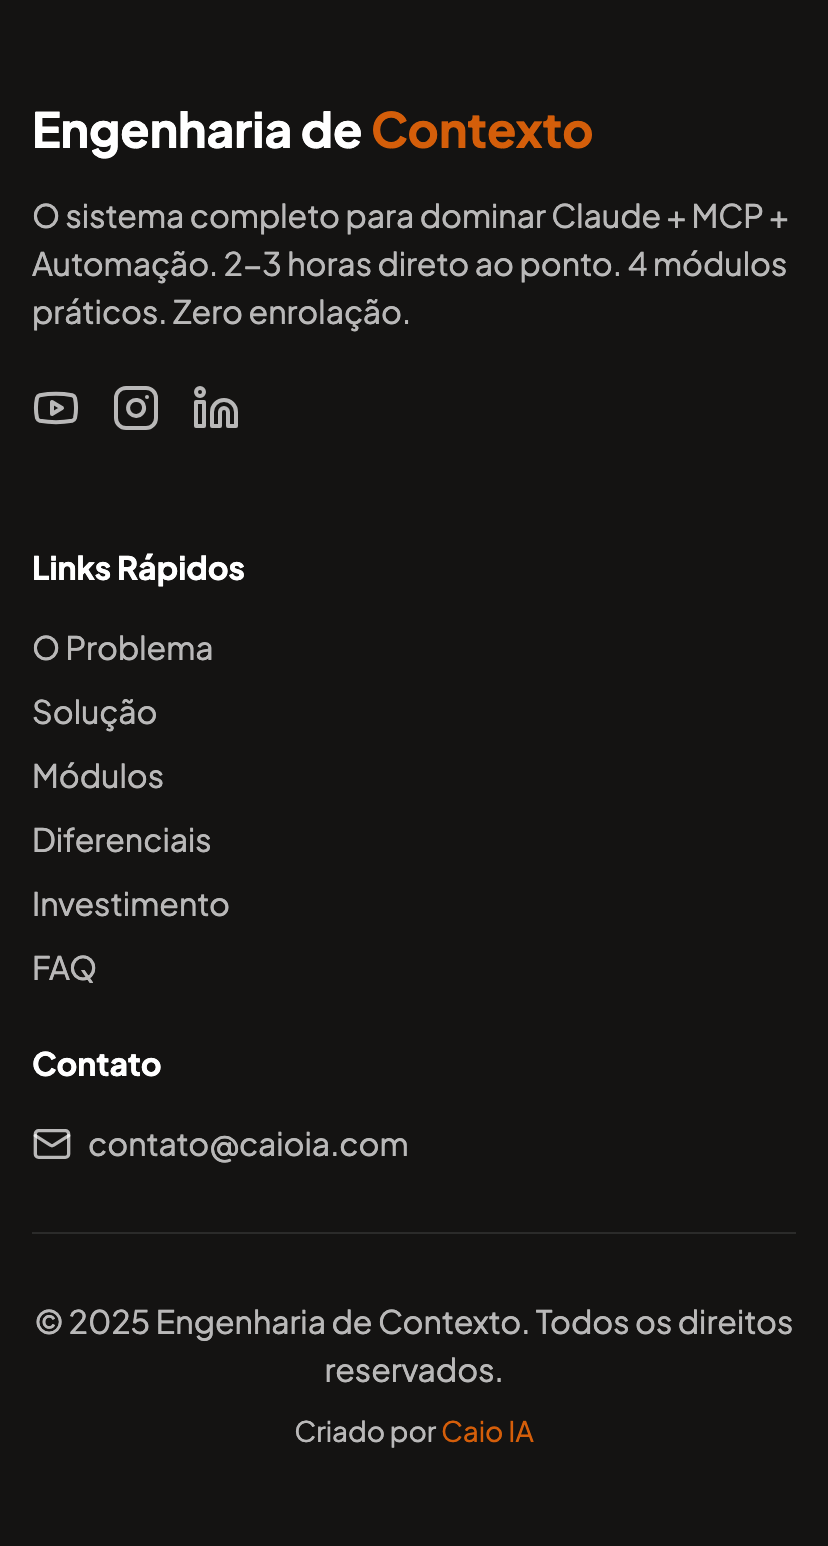 Engenharia de Contexto
O sistema completo para dominar Claude + MCP +
Automação. 2–3 horas direto ao ponto. 4 módulos
práticos. Zero enrolação.
Links Rápidos
O Problema
Solução
Módulos
Diferenciais
Investimento
FAQ
Contato
contato@caioia.com
© 2025 Engenharia de Contexto. Todos os direitos
reservados.
Criado por Caio IA